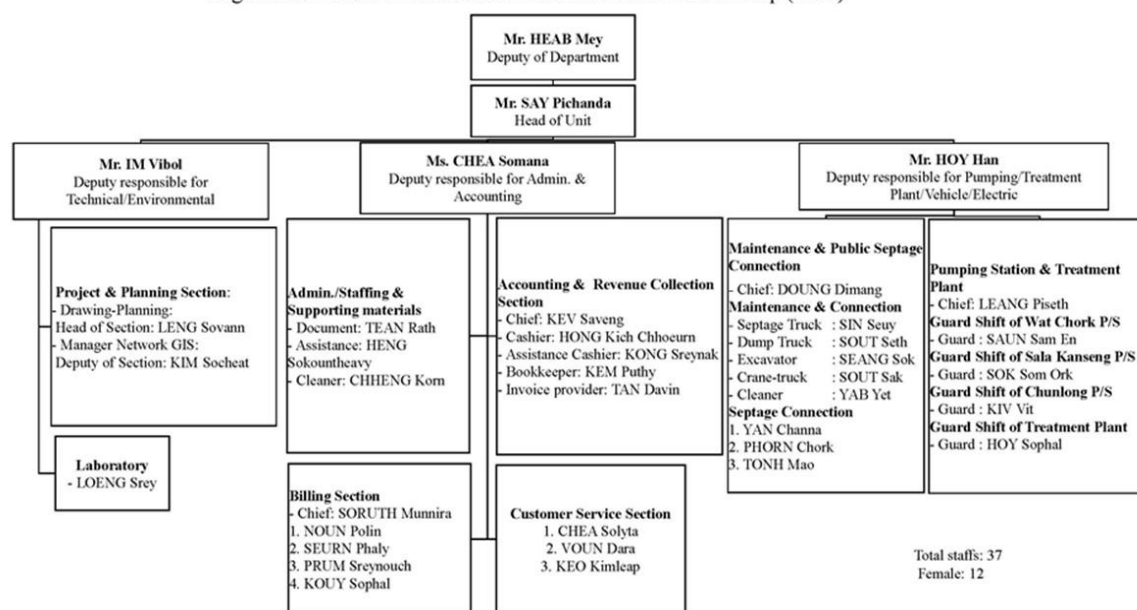 Mr. HEAB Mey
Deputy of Department
Mr. SAY Pichanda
Head of Unit
Mr. IM Vibol
Deputy responsible for
Technical/Environmental
Ms. CHEA Somana
Deputy responsible for Admin. &
Accounting
Mr. HOY Han
Deputy responsible for Pumping/Treatment
Plant/Vehicle/Electric
Project & Planning Section:
- Drawing-Planning:
Head of Section: LENG Sovann
- Manager Network GIS:
Deputy of Section: KIM Socheat
Laboratory
- LOENG Srey
Admin./Staffing &
Supporting materials
- Document: TEAN Rath
- Assistance: HENG
Sokountheavy
- Cleaner: CHHENG Korn
Accounting & Revenue Collection
Section
- Chief: KEV Saveng
- Cashier: HONG Kich Chhoeurn
- Assistance Cashier: KONG Sreynak
- Bookkeeper: KEM Puthy
- Invoice provider: TAN Davin
Billing Section
- Chief: SORUTH Munnira
1. NOUN Polin
2. SEURN Phaly
3. PRUM Sreynouch
4. KOUY Sophal
Customer Service Section
1. CHEA Solyta
2. VOUN Dara
3. KEO Kimleap
Maintenance & Public Septage
Connection
- Chief: DOUNG Dimang
Maintenance & Connection
- Septage Truck : SIN Seuy
- Dump Truck : SOUT Seth
- Excavator : SEANG Sok
- Crane-truck : SOUT Sak
- Cleaner : YAB Yet
Septage Connection
1. YAN Channa
2. PHORN Chork
3. TONH Mao
Pumping Station & Treatment
Plant
- Chief: LEANG Piseth
Guard Shift of Wat Chork P/S
- Guard : SAUN Sam En
Guard Shift of Sala Kanseng P/S
- Guard : SOK Som Ork
Guard Shift of Chunlong P/S
- Guard : KIV Vit
Guard Shift of Treatment Plant
- Guard : HOY Sophal
Total staffs: 37
Female: 12